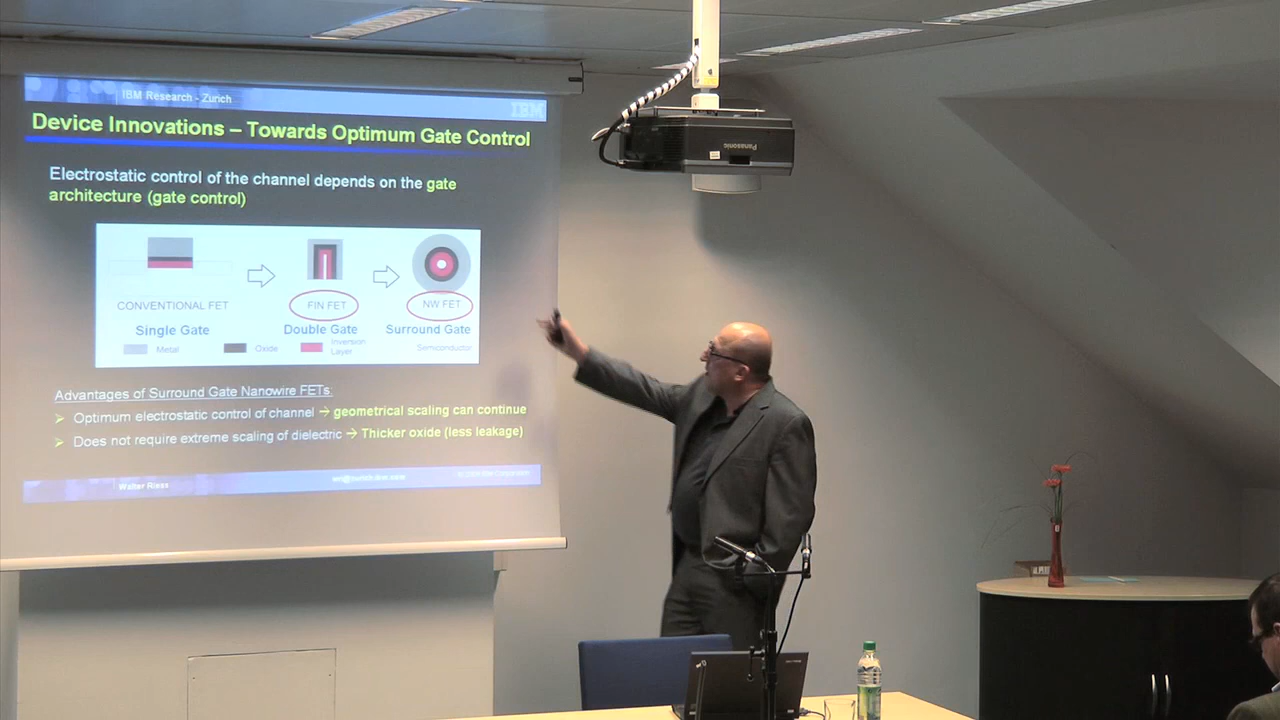 IBM Research - Zurich
IBM
Device Innovations – Towards Optimum Gate Control
Electrostatic control of the channel depends on the gate
architecture (gate control)
CONVENTIONAL FET
FIN FET
NW FET
Single Gate
Double Gate
Surround Gate
Metal
Oxide
Inversion
Layer
Semiconductor
Advantages of Surround Gate Nanowire FETs
➢ Optimum electrostatic control of channel → geometrical scaling can continue
➢ Does not require extreme scaling of dielectric → Thicker oxide (less leakage)
Walter Riess
IBM Corporation
Panasonic